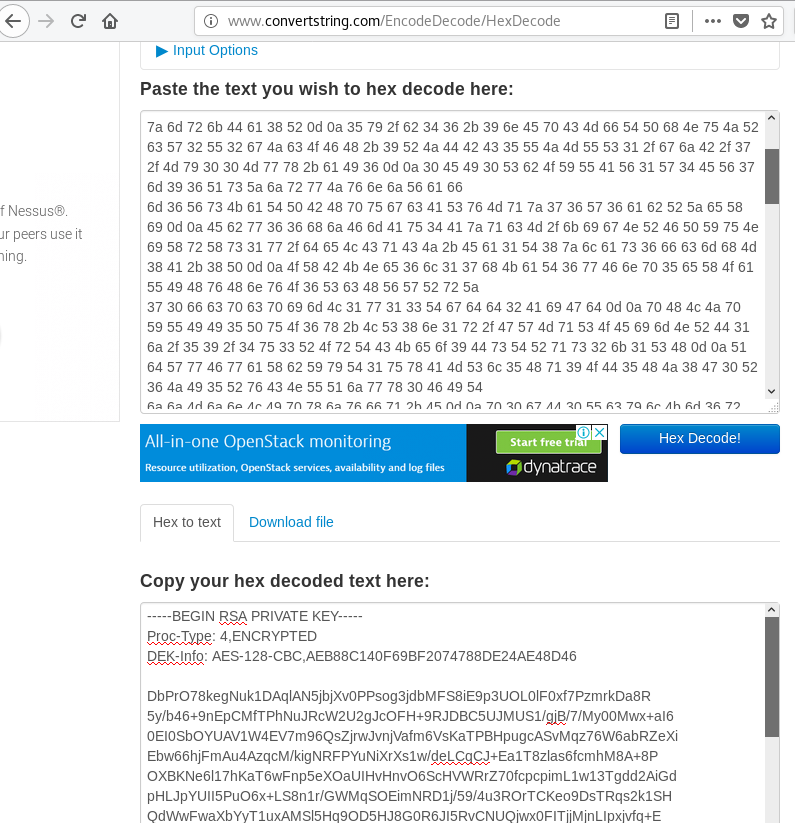 www.convertstring.com/EncodeDecode/HexDecode
▶ Input Options
Paste the text you wish to hex decode here:
7a 6d 72 6b 44 61 38 52 0d 0a 35 79 2f 62 34 36 2b 39 6e 45 70 43 4d 66 54 50 68 4e 75 4a 52
63 57 32 55 32 67 4a 63 4f 46 48 2b 39 52 4a 44 42 43 35 55 4a 4d 55 53 31 2f 67 6a 42 2f 37
2f 4d 79 30 30 4d 77 78 2b 61 49 36 0d 0a 30 45 49 30 53 62 4f 59 55 41 56 31 57 34 45 56 37
6d 39 36 51 73 5a 6a 72 77 4a 76 6e 6a 56 61 66
6d 36 56 73 4b 61 54 50 42 48 70 75 67 63 41 53 76 4d 71 7a 37 36 57 36 61 62 52 5a 65 58
69 0d 0a 45 62 77 36 36 68 6a 46 6d 41 75 34 41 7a 71 63 4d 2f 6b 69 67 4e 52 46 50 59 75 4e
69 58 72 58 73 31 77 2f 64 65 4c 43 71 43 4a 2b 45 61 31 54 38 7a 6c 61 73 36 66 63 6d 68 4d
38 41 2b 38 50 0d 0a 4f 58 42 4b 4e 65 36 6c 31 37 68 4b 61 54 36 77 46 6e 70 35 65 58 4f 61
55 49 48 76 48 6e 76 4f 36 53 63 48 56 57 52 72 5a
37 30 66 63 70 63 70 69 6d 4c 31 77 31 33 54 67 64 64 32 41 69 47 64 0d 0a 70 48 4c 4a 70
59 55 49 49 35 50 75 4f 36 78 2b 4c 53 38 6e 31 72 2f 47 57 4d 71 53 4f 45 69 6d 4e 52 44 31
6a 2f 35 39 2f 34 75 33 52 4f 72 54 43 4b 65 6f 39 44 73 54 52 71 73 32 6b 31 53 48 0d 0a 51
64 57 77 46 77 61 58 62 59 79 54 31 75 78 41 4d 53 6c 35 48 71 39 4f 44 35 48 4a 38 47 30 52
36 4a 49 35 52 76 43 4e 55 51 6a 77 78 30 46 49 54
6a 6a 4d 6a 6e 4c 49 70 78 6a 76 66 71 2b 45 0d 0a 70 30 67 44 30 55 63 79 6c 4b 6d 36 72
f Nessus®.
ur peers use it
ning.
All-in-one OpenStack monitoring
Resource utilization, OpenStack services, availability and log files
Start free trial
dynatrace
Hex Decode!
Hex to text
Download file
Copy your hex decoded text here:
-----BEGIN RSA PRIVATE KEY-----
Proc-Type: 4,ENCRYPTED
DEK-Info: AES-128-CBC,AEB88C140F69BF2074788DE24AE48D46
DbPrO78kegNuk1DAqlAN5jbjXv0PPsog3jdbMFS8iE9p3UOL0lF0xf7PzmrkDa8R
5y/b46+9nEpCMfTPhNuJRcW2U2gJcOFH+9RJDBC5UJMUS1/gjB/7/My00Mwx+aI6
0EI0SbOYUAV1W4EV7m96QsZjrwJvnjVafm6VsKaTPBHpugcASvMqz76W6abRZeXi
Ebw66hjFmAu4AzqcM/kigNRFPYuNiXrXs1w/deLCqCJ+Ea1T8zlas6fcmhM8A+8P
OXBKNe6l17hKaT6wFnp5eXOaUIHvHnvO6ScHVWRrZ70fcpcpimL1w13Tgdd2AiGd
pHLJpYUII5PuO6x+LS8n1r/GWMqSOEimNRD1j/59/4u3ROrTCKeo9DsTRqs2k1SH
QdWwFwaXbYyT1uxAMSl5Hq9OD5HJ8G0R6JI5RvCNUQjwx0FITjjMjnLIpxjvfq+E